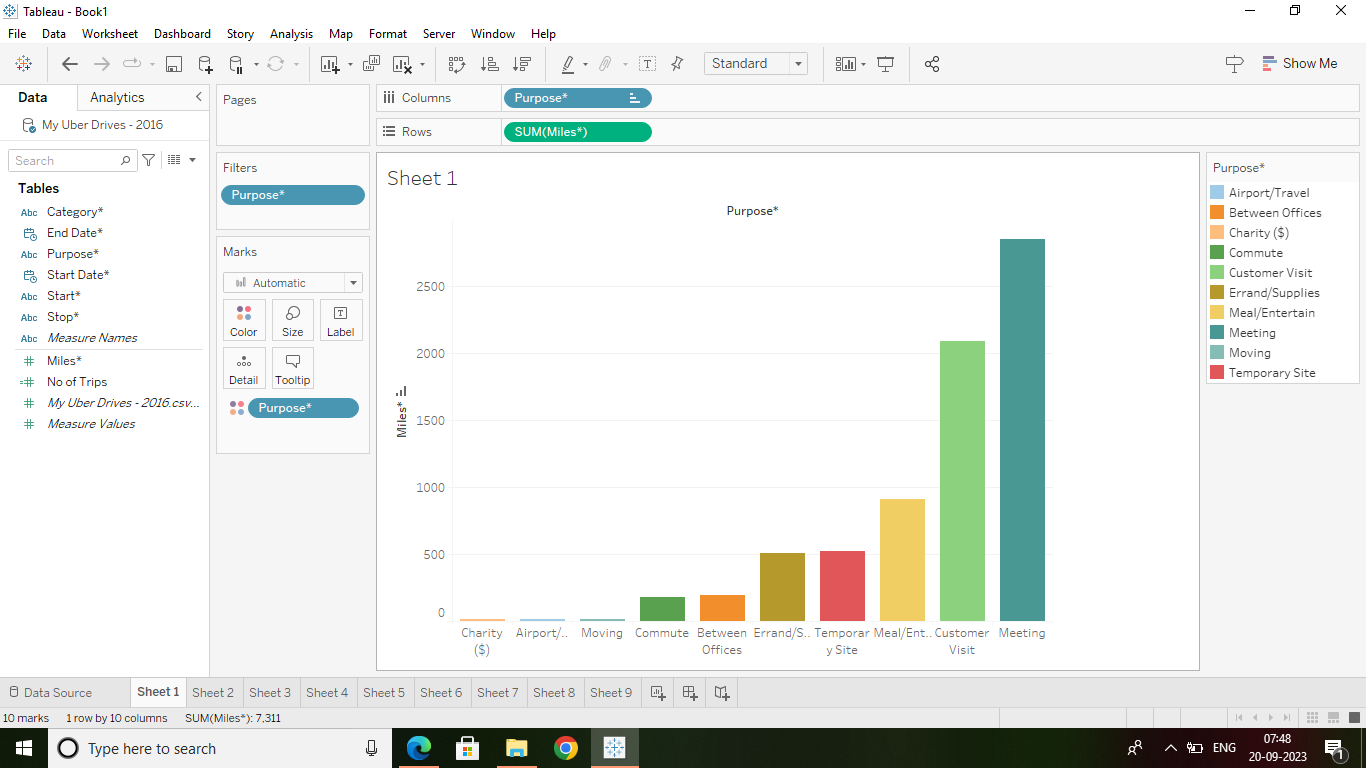 Tableau - Book1
File Data Worksheet Dashboard Story Analysis Map Format Server Window Help
Standard
Show Me
Data Analytics
My Uber Drives - 2016
Search
Tables
Abc Category*
End Date*
Abc Purpose*
Start Date*
Abc Start*
Abc Stop*
Abc Measure Names
# Miles*
=# No of Trips
# My Uber Drives - 2016.csv...
# Measure Values
Pages
Filters
Purpose*
Marks
Automatic
Color Size Label
Detail Tooltip
Purpose*
Columns Purpose*
Rows SUM(Miles*)
Sheet 1
Purpose*
Miles*
2500
2000
1500
1000
500
0
Charity ($) Airport/.. Moving Commute Between Offices Errand/S.. Temporary Site Meal/Ent.. Customer Visit Meeting
Purpose*
Airport/Travel
Between Offices
Charity ($)
Commute
Customer Visit
Errand/Supplies
Meal/Entertain
Meeting
Moving
Temporary Site
Data Source Sheet 1 Sheet 2 Sheet 3 Sheet 4 Sheet 5 Sheet 6 Sheet 7 Sheet 8 Sheet 9
10 marks 1 row by 10 columns SUM(Miles*): 7,311
Type here to search
ENG
07:48
20-09-2023
1